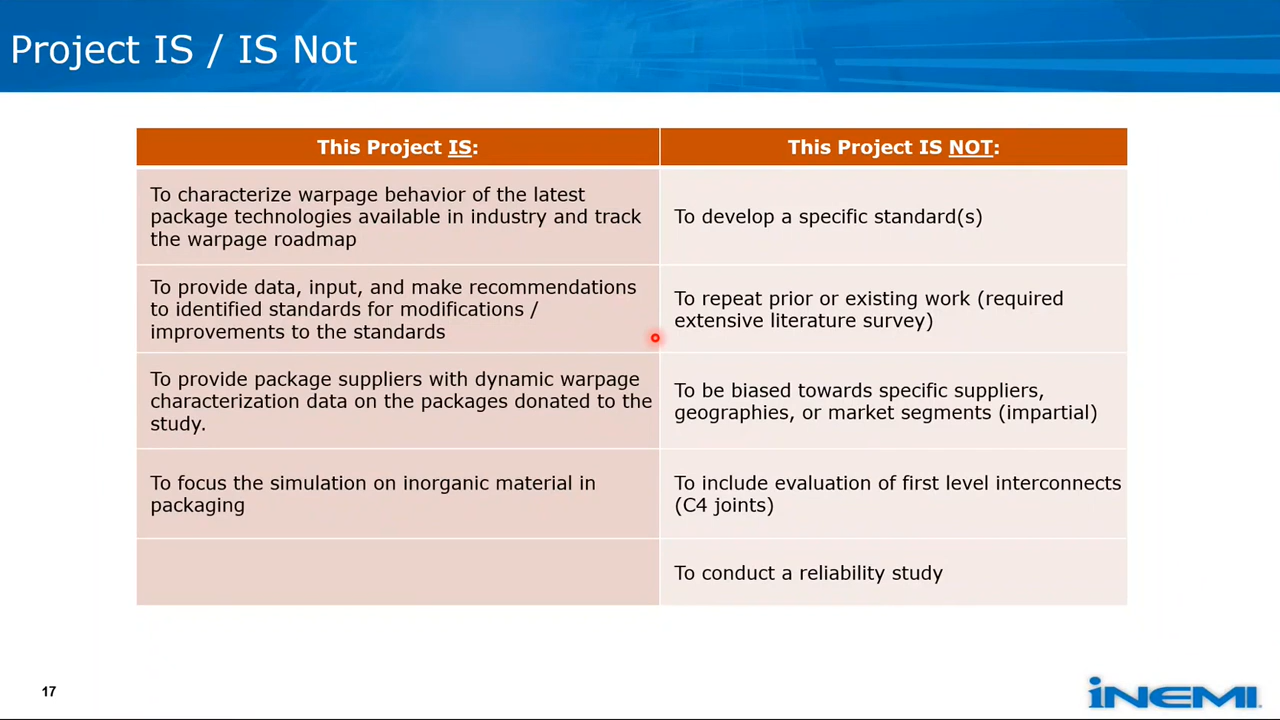 Project IS / IS Not
This Project IS:
This Project IS NOT:
To characterize warpage behavior of the latest
package technologies available in industry and track
the warpage roadmap
To develop a specific standard(s)
To provide data, input, and make recommendations
to identified standards for modifications /
improvements to the standards
To repeat prior or existing work (required
extensive literature survey)
To provide package suppliers with dynamic warpage
characterization data on the packages donated to the
study.
To be biased towards specific suppliers,
geographies, or market segments (impartial)
To focus the simulation on inorganic material in
packaging
To include evaluation of first level interconnects
(C4 joints)
To conduct a reliability study
17
iNEMI